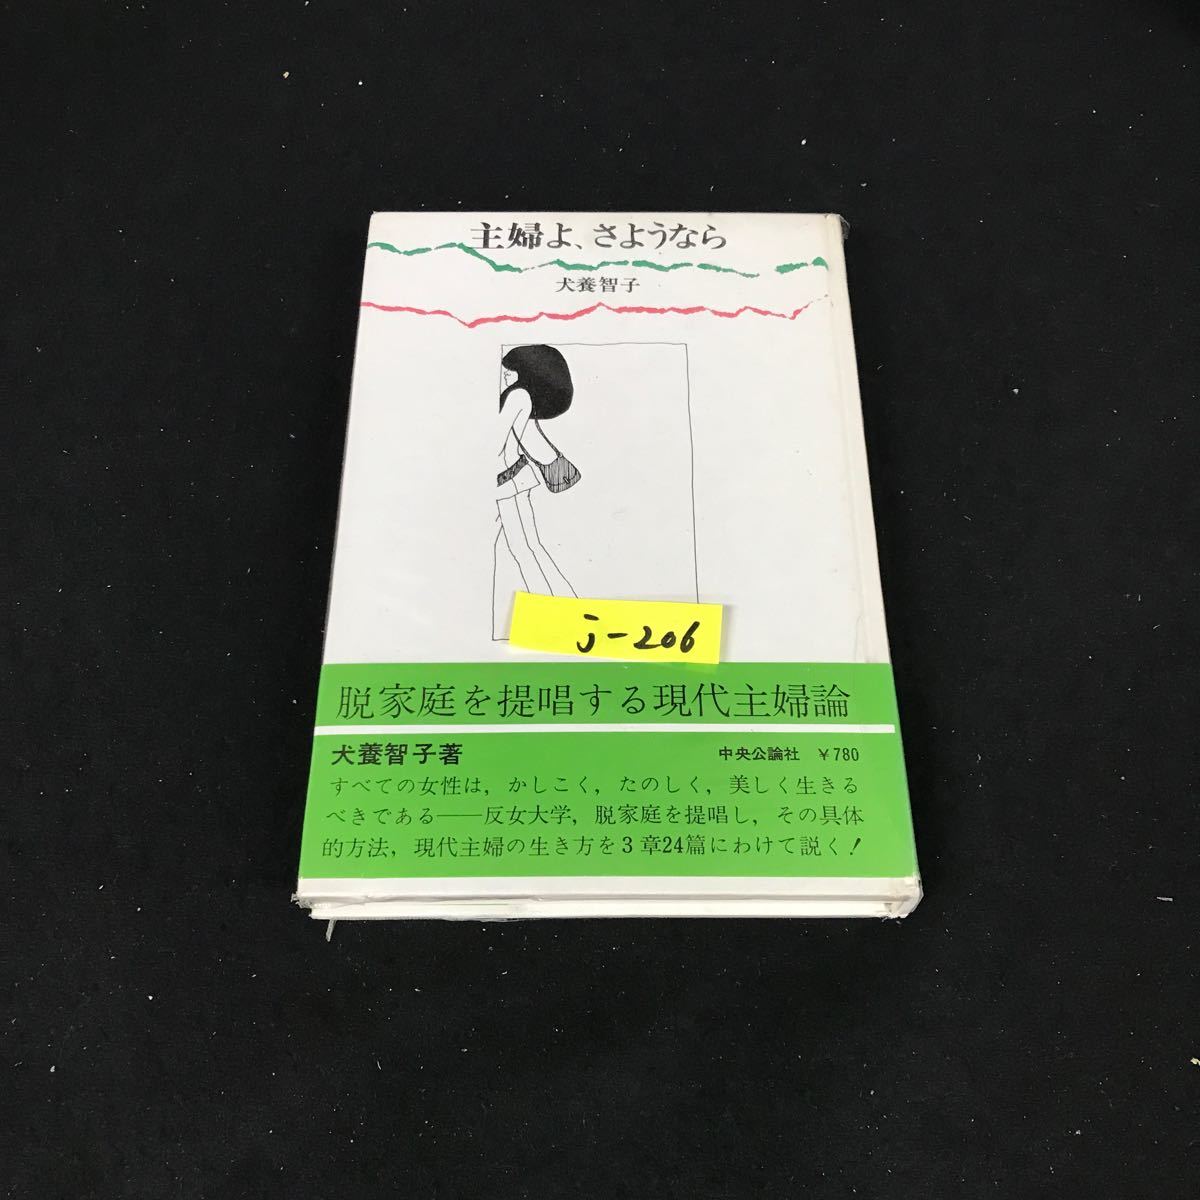 主婦よ、さようなら
犬養智子
j-206
脱家庭を提唱する現代主婦論
犬養智子著
中央公論社 ￥780
すべての女性は，かしこく，たのしく，美しく生きる
べきである——反女大学，脱家庭を提唱し，その具体
的方法，現代主婦の生き方を３章24篇にわけて説く！